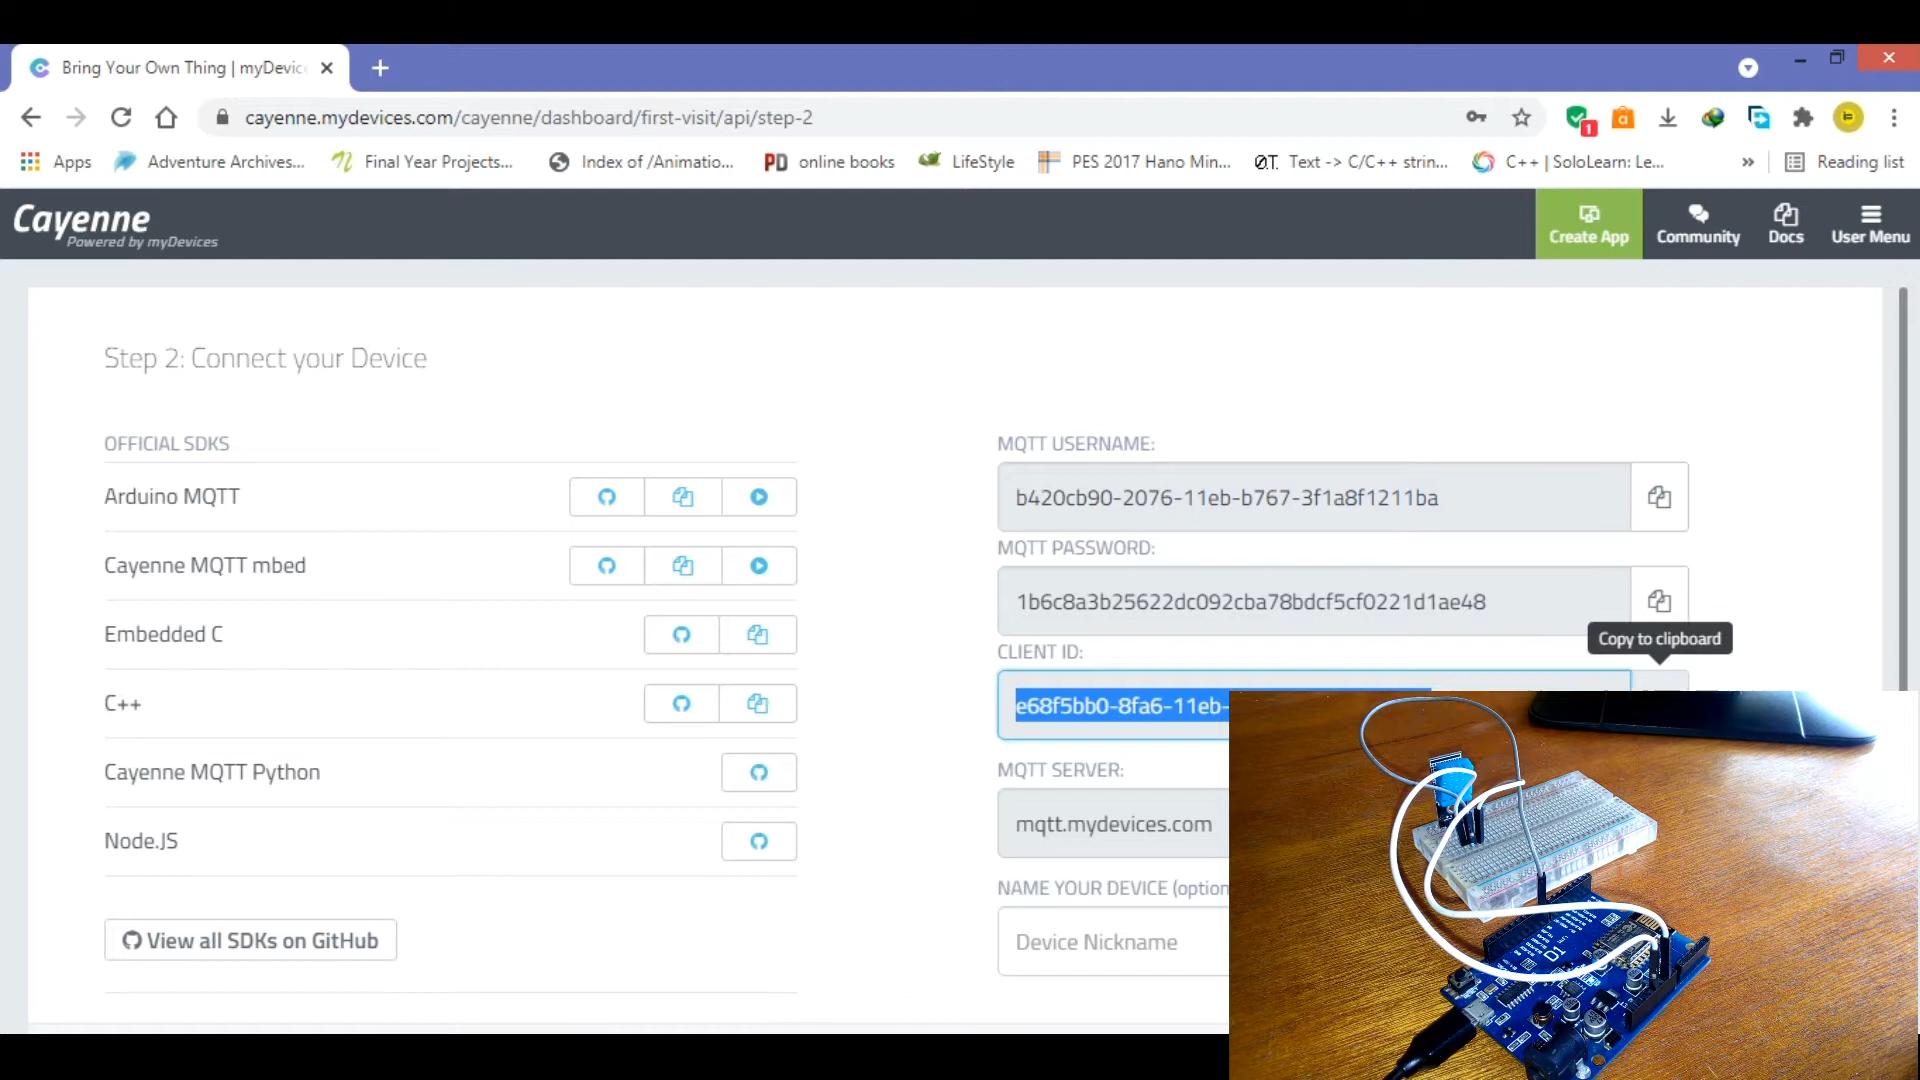 Bring Your Own Thing | myDevic
cayenne.mydevices.com/cayenne/dashboard/first-visit/api/step-2
1
a
Apps
Adventure Archives...
Final Year Projects...
Index of /Animatio...
PD online books
LifeStyle
PES 2017 Hano Min...
Text -> C/C++ strin...
C++ | SoloLearn: Le...
»
Reading list
Cayenne
Powered by myDevices
Create App
Community
Docs
User Menu
Step 2: Connect your Device
OFFICIAL SDKS
Arduino MQTT
Cayenne MQTT mbed
Embedded C
C++
Cayenne MQTT Python
Node.JS
View all SDKs on GitHub
MQTT USERNAME:
b420cb90-2076-11eb-b767-3f1a8f1211ba
MQTT PASSWORD:
1b6c8a3b25622dc092cba78bdcf5cf0221d1ae48
Copy to clipboard
CLIENT ID:
e68f5bb0-8fa6-11eb-
MQTT SERVER:
mqtt.mydevices.com
NAME YOUR DEVICE (option
Device Nickname
D1